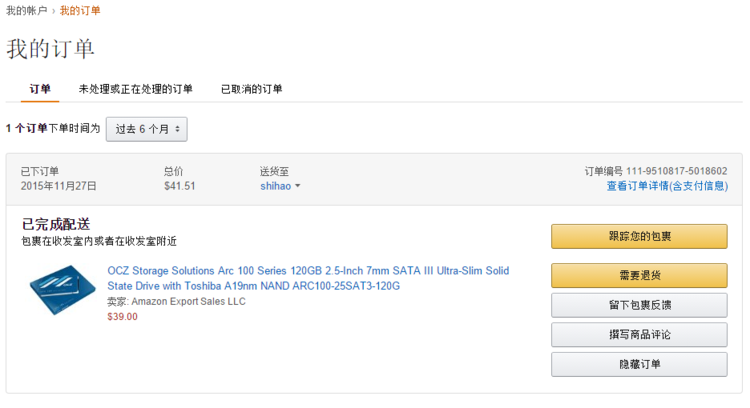 我的帐户 › 我的订单
我的订单
订单 未处理或正在处理的订单 已取消的订单
1 个订单下单时间为 过去 6 个月
已下订单 总价 送货至 订单编号 111-9510817-5018602
2015年11月27日 $41.51 shihao 查看订单详情(含支付信息)
已完成配送
包裹在收发室内或者在收发室附近
跟踪您的包裹
OCZ Storage Solutions Arc 100 Series 120GB 2.5-Inch 7mm SATA III Ultra-Slim Solid
State Drive with Toshiba A19nm NAND ARC100-25SAT3-120G
卖家: Amazon Export Sales LLC
$39.00
需要退货
留下包裹反馈
撰写商品评论
隐藏订单